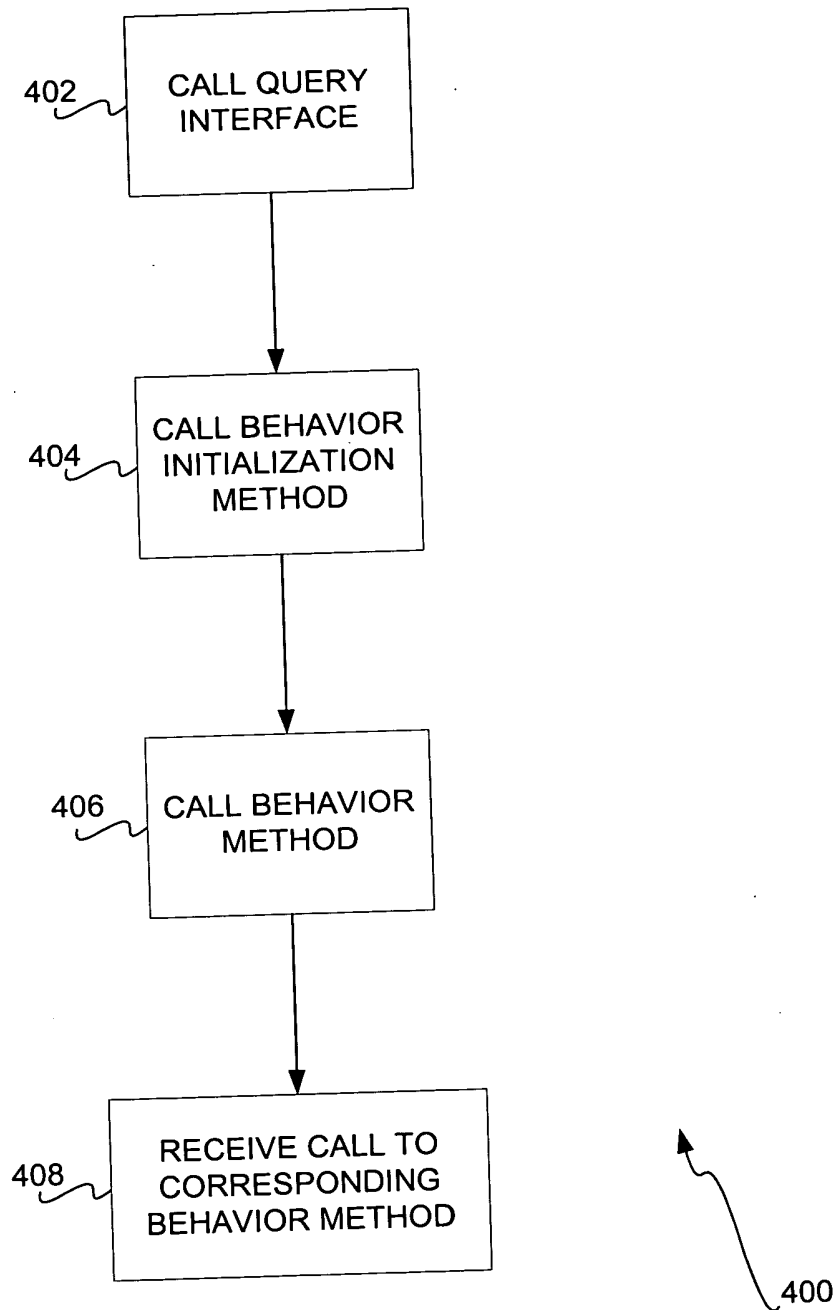 402
CALL QUERY
INTERFACE
404
CALL BEHAVIOR
INITIALIZATION
METHOD
406
CALL BEHAVIOR
METHOD
408
RECEIVE CALL TO
CORRESPONDING
BEHAVIOR METHOD
400